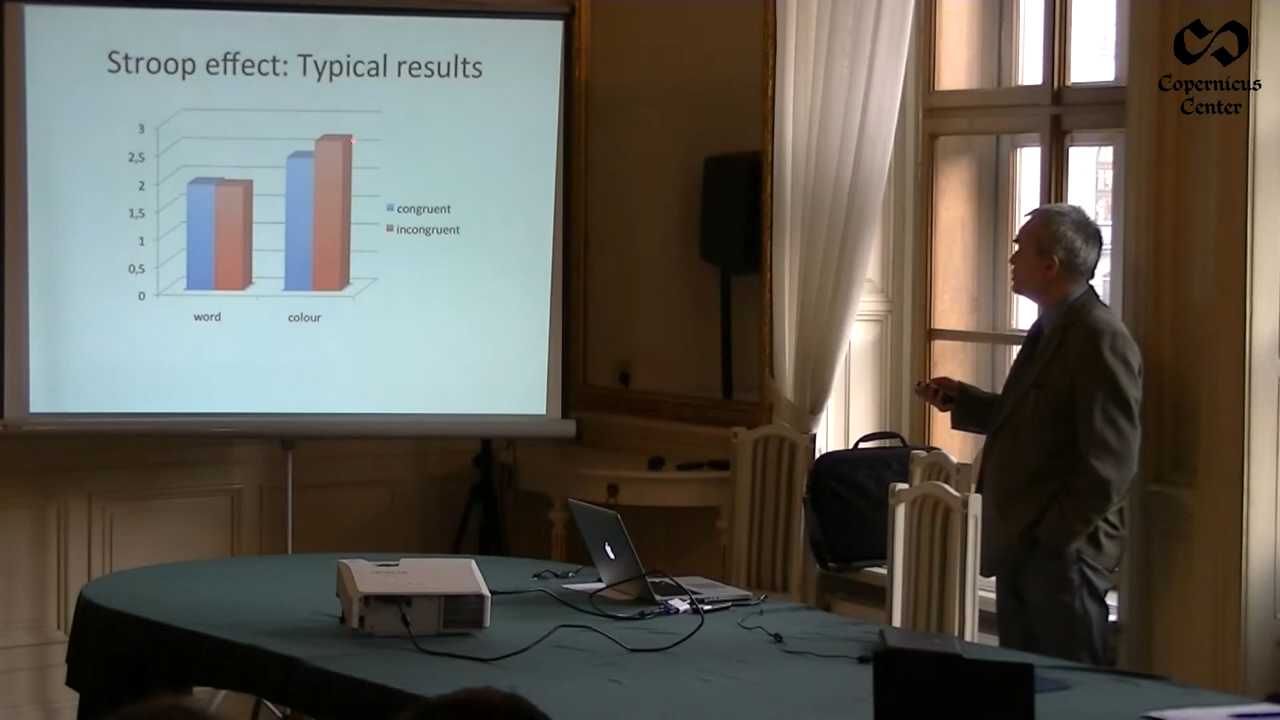 Stroop effect: Typical results
3
2,5
2
1,5
1
0,5
0
word
colour
congruent
incongruent
Copernicus
Center